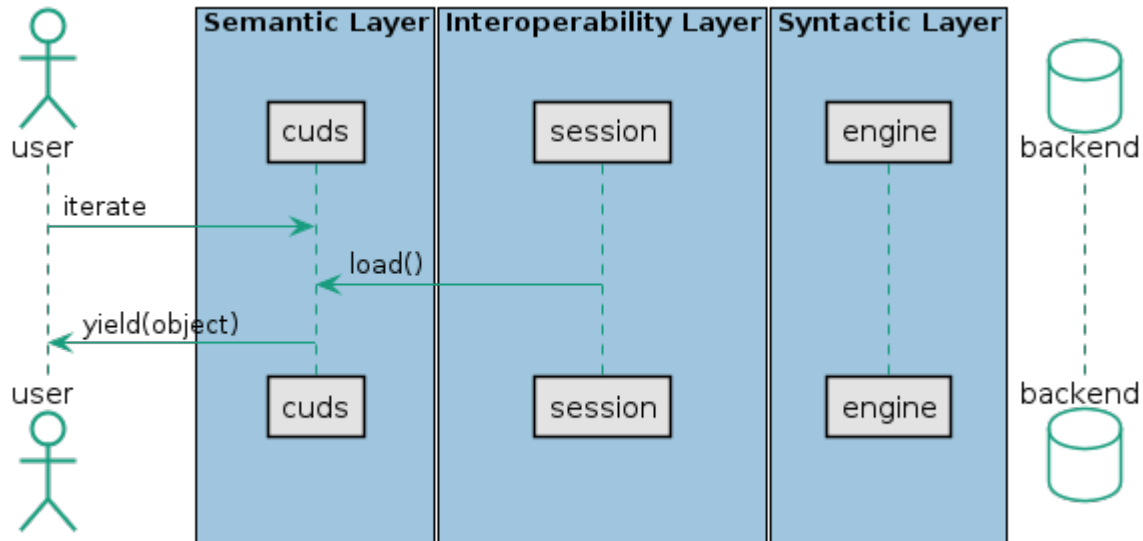 Semantic Layer Interoperability Layer Syntactic Layer
cuds session engine
user backend
iterate
load()
yield(object)
user backend
cuds session engine